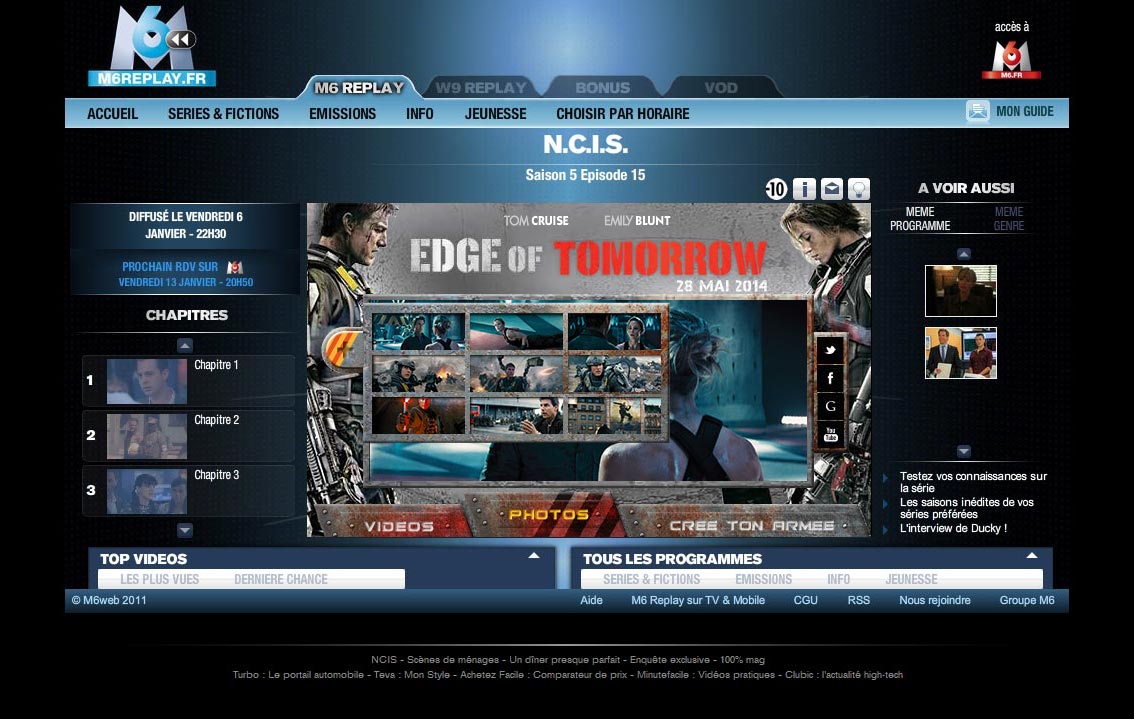 M6REPLAY.FR
accès à
M6.FR
M6 REPLAY W9 REPLAY BONUS VOD
ACCUEIL SERIES & FICTIONS EMISSIONS INFO JEUNESSE CHOISIR PAR HORAIRE MON GUIDE
N.C.I.S.
Saison 5 Episode 15
-10 i
DIFFUSÉ LE VENDREDI 6
JANVIER - 22H30
PROCHAIN RDV SUR M6
VENDREDI 13 JANVIER - 20H50
CHAPITRES
1 Chapitre 1
2 Chapitre 2
3 Chapitre 3
TOM CRUISE EMILY BLUNT
EDGE OF TOMORROW
28 MAI 2014
f
G
You
Tube
VIDEOS PHOTOS CREE TON ARMEE
A VOIR AUSSI
MEME
PROGRAMME
MEME
GENRE
Testez vos connaissances sur
la série
Les saisons inédites de vos
séries préférées
L'interview de Ducky !
TOP VIDEOS
LES PLUS VUES DERNIERE CHANCE
TOUS LES PROGRAMMES
SERIES & FICTIONS EMISSIONS INFO JEUNESSE
© M6web 2011
Aide M6 Replay sur TV & Mobile CGU RSS Nous rejoindre Groupe M6
NCIS - Scènes de ménages - Un dîner presque parfait - Enquête exclusive - 100% mag
Turbo : Le portail automobile - Teva : Mon Style - Achetez Facile : Comparateur de prix - Minutefacile : Vidéos pratiques - Clubic : l'actualité high-tech